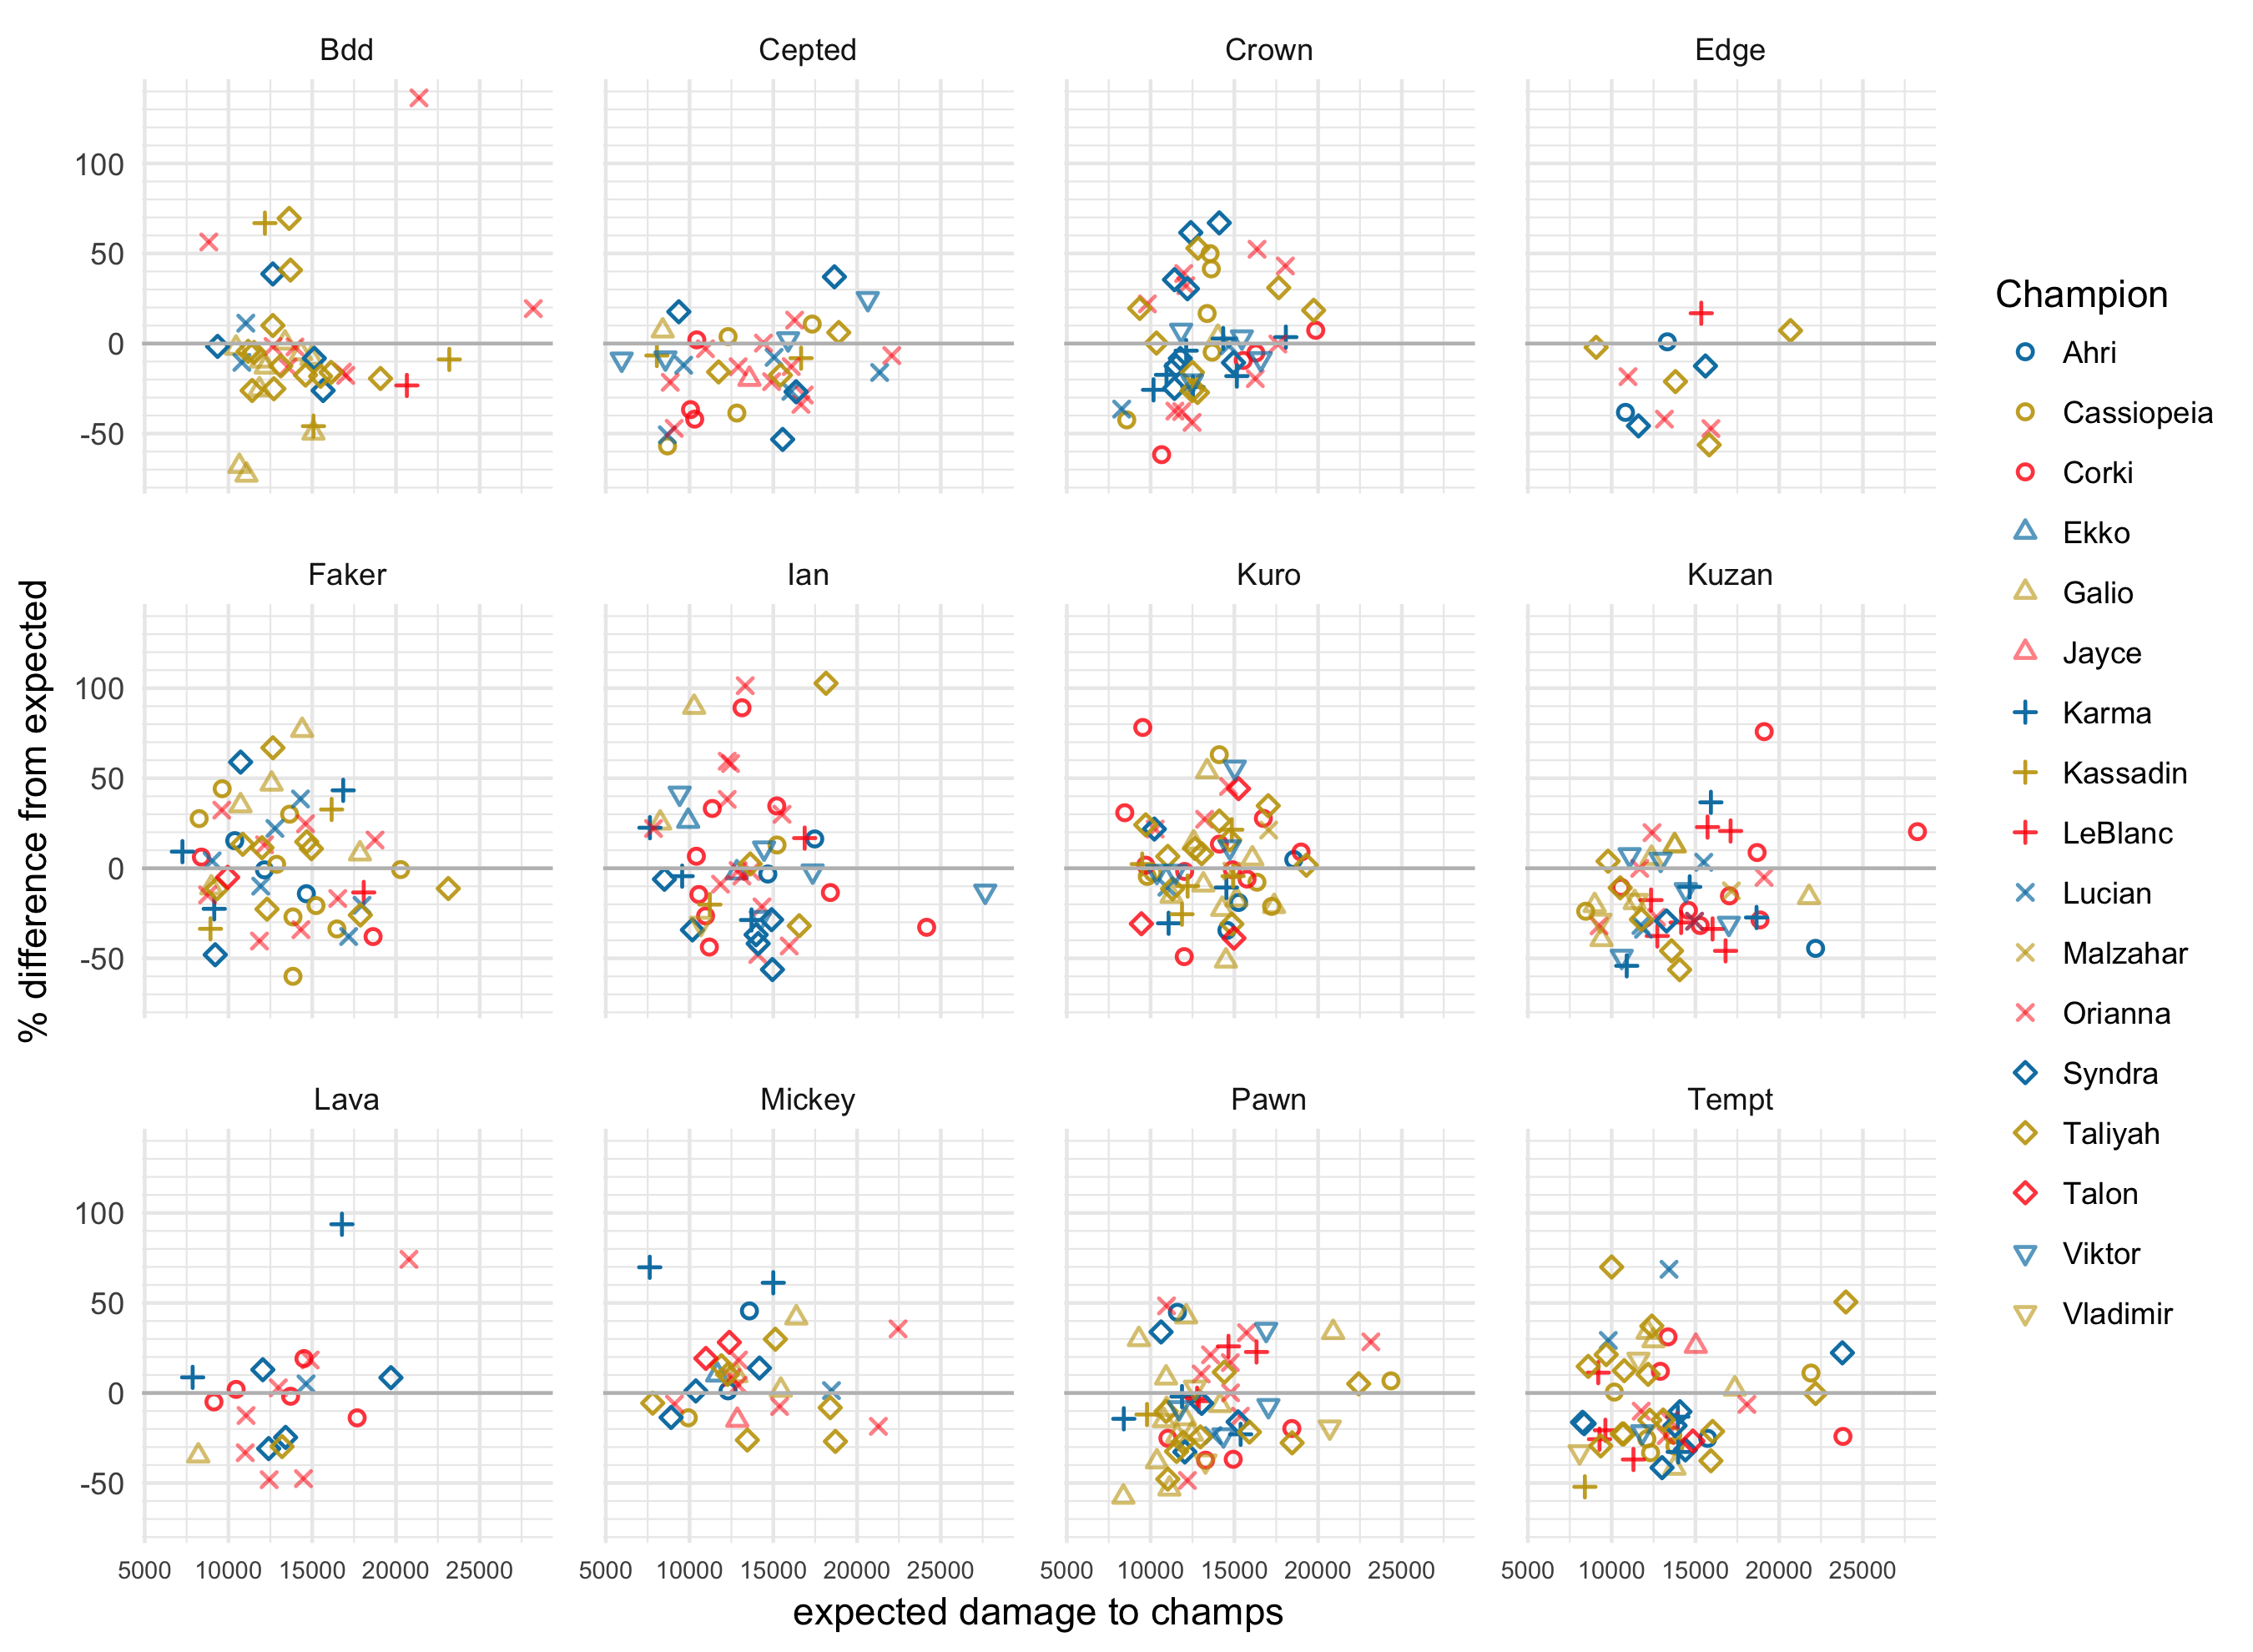 Bdd Cepted Crown Edge
100
50
0
-50
Faker Ian Kuro Kuzan
100
50
0
-50
Lava Mickey Pawn Tempt
100
50
0
-50
5000 10000 15000 20000 25000 5000 10000 15000 20000 25000 5000 10000 15000 20000 25000 5000 10000 15000 20000 25000
expected damage to champs
% difference from expected
Champion
Ahri
Cassiopeia
Corki
Ekko
Galio
Jayce
Karma
Kassadin
LeBlanc
Lucian
Malzahar
Orianna
Syndra
Taliyah
Talon
Viktor
Vladimir